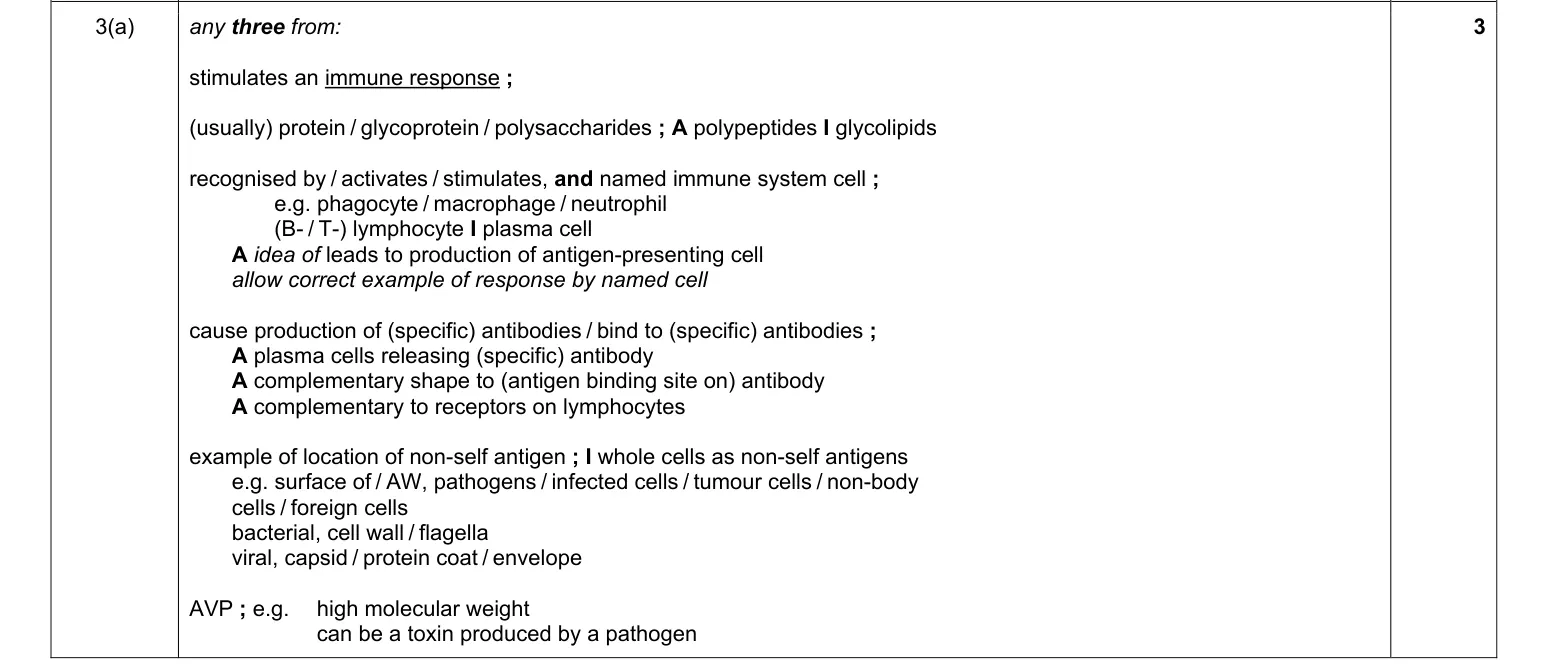 3(a) any three from: 3
stimulates an immune response ;
(usually) protein / glycoprotein / polysaccharides ; A polypeptides I glycolipids
recognised by / activates / stimulates, and named immune system cell ;
e.g. phagocyte / macrophage / neutrophil
(B- / T-) lymphocyte I plasma cell
A idea of leads to production of antigen-presenting cell
allow correct example of response by named cell
cause production of (specific) antibodies / bind to (specific) antibodies ;
A plasma cells releasing (specific) antibody
A complementary shape to (antigen binding site on) antibody
A complementary to receptors on lymphocytes
example of location of non-self antigen ; I whole cells as non-self antigens
e.g. surface of / AW, pathogens / infected cells / tumour cells / non-body
cells / foreign cells
bacterial, cell wall / flagella
viral, capsid / protein coat / envelope
AVP ; e.g. high molecular weight
can be a toxin produced by a pathogen